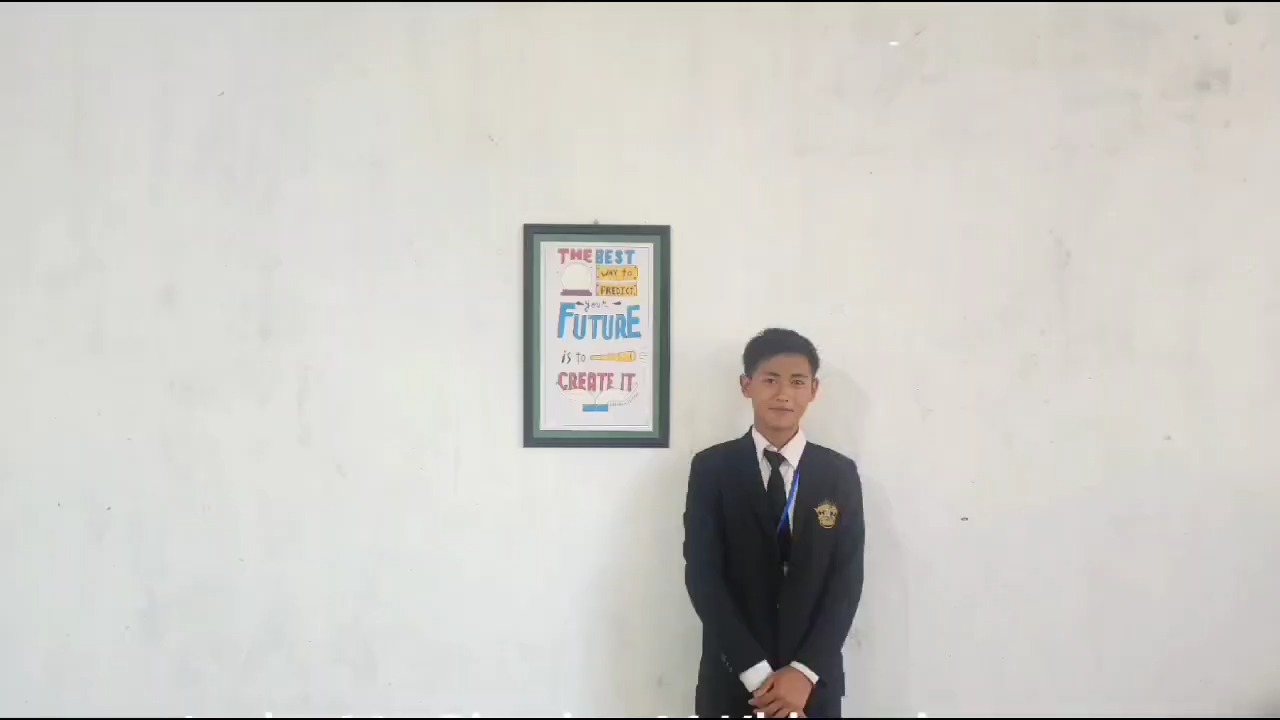 THE BEST
WAY to
PREDICT
your
FUTURE
is to
CREATE IT